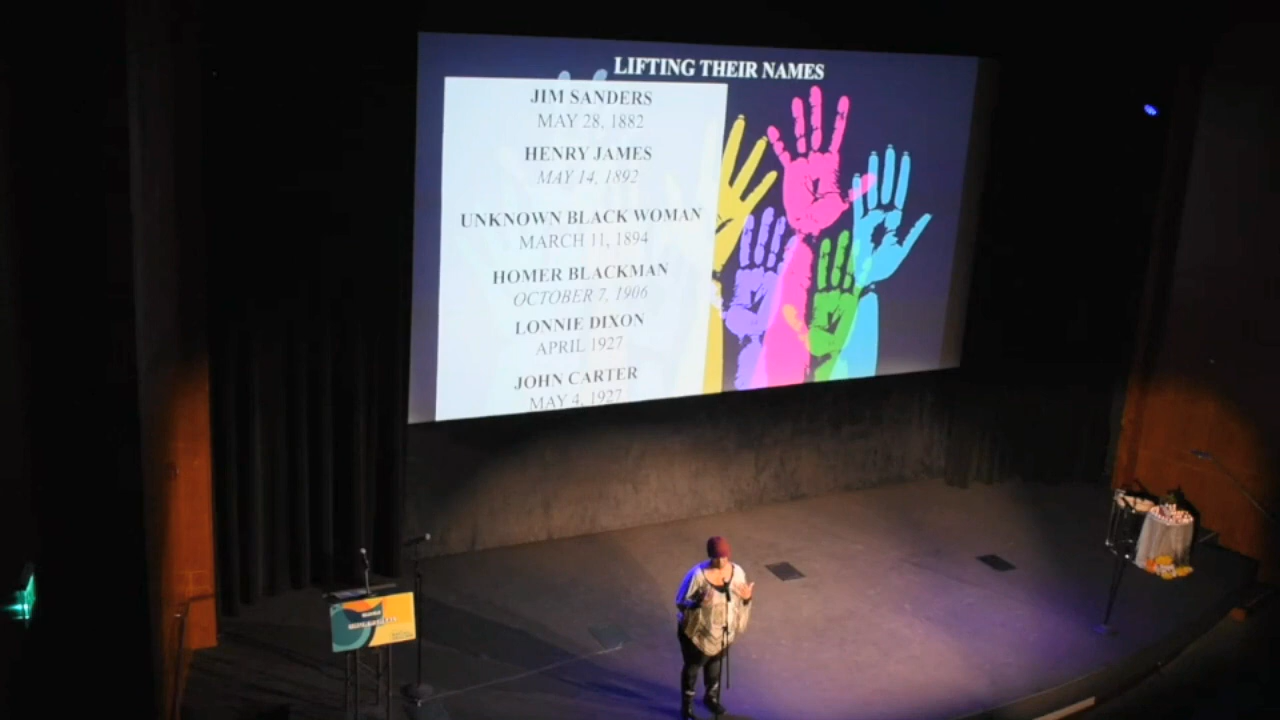 LIFTING THEIR NAMES
JIM SANDERS
MAY 28, 1882
HENRY JAMES
MAY 14, 1892
UNKNOWN BLACK WOMAN
MARCH 11, 1894
HOMER BLACKMAN
OCTOBER 7, 1906
LONNIE DIXON
APRIL 1927
JOHN CARTER
MAY 4, 1927